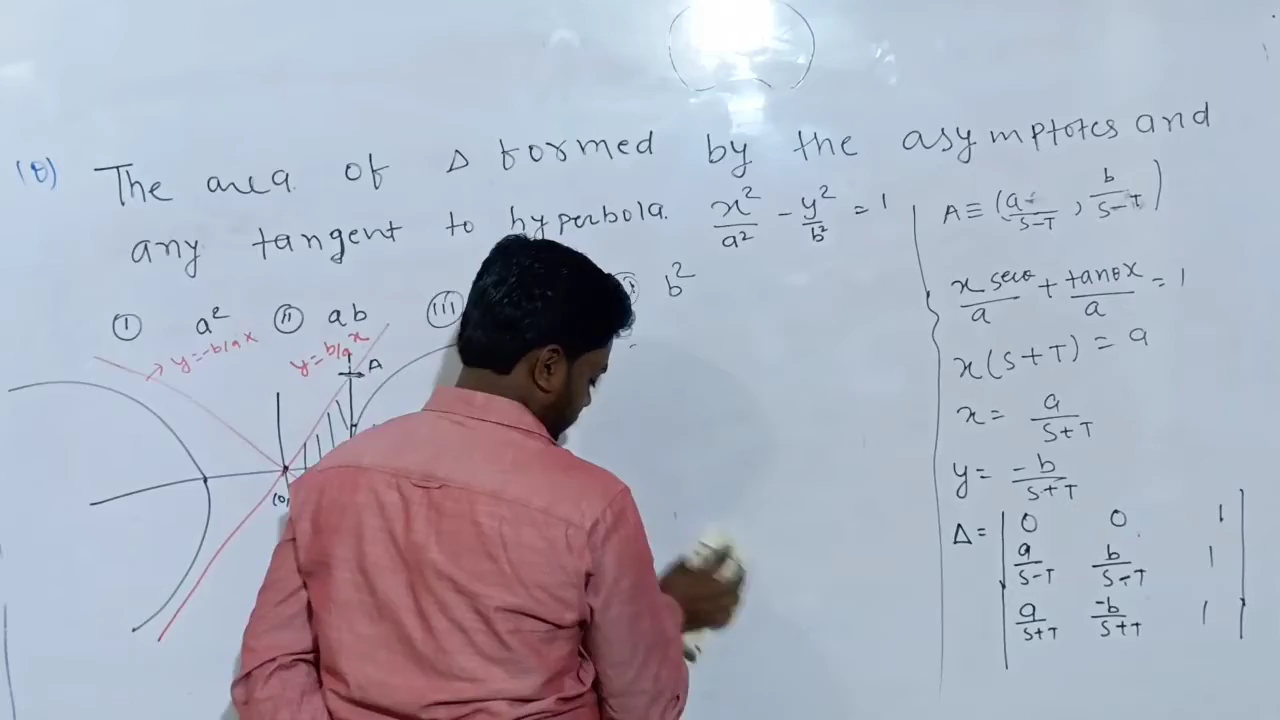 (8) The area of Δ formed by the asymptotes and
any tangent to hyperbola. x²/a² - y²/b² = 1
(I) a² (II) ab (III) b²
y = -b/a x
y = b/a x
A
(0,
A ≡ (a/S-T, b/S-T)
x secθ/a + tanθ x/a = 1
x(S+T) = a
x = a/S+T
y = -b/S+T
Δ = | 0 0 1
a/S-T b/S-T 1
a/S+T -b/S+T 1 |